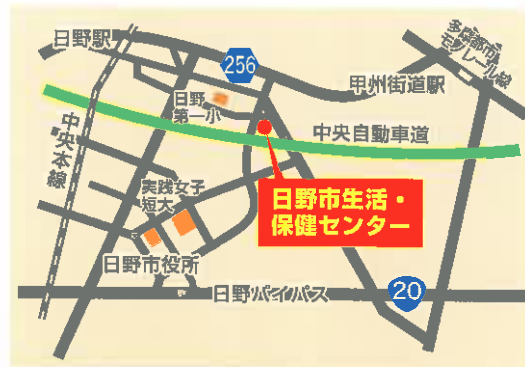 日野駅
256
多摩都市
モノレール線
甲州街道駅
日野
第一小
中央自動車道
中央本線
実践女子
短大
日野市生活・
保健センター
日野市役所
日野バイパス
20